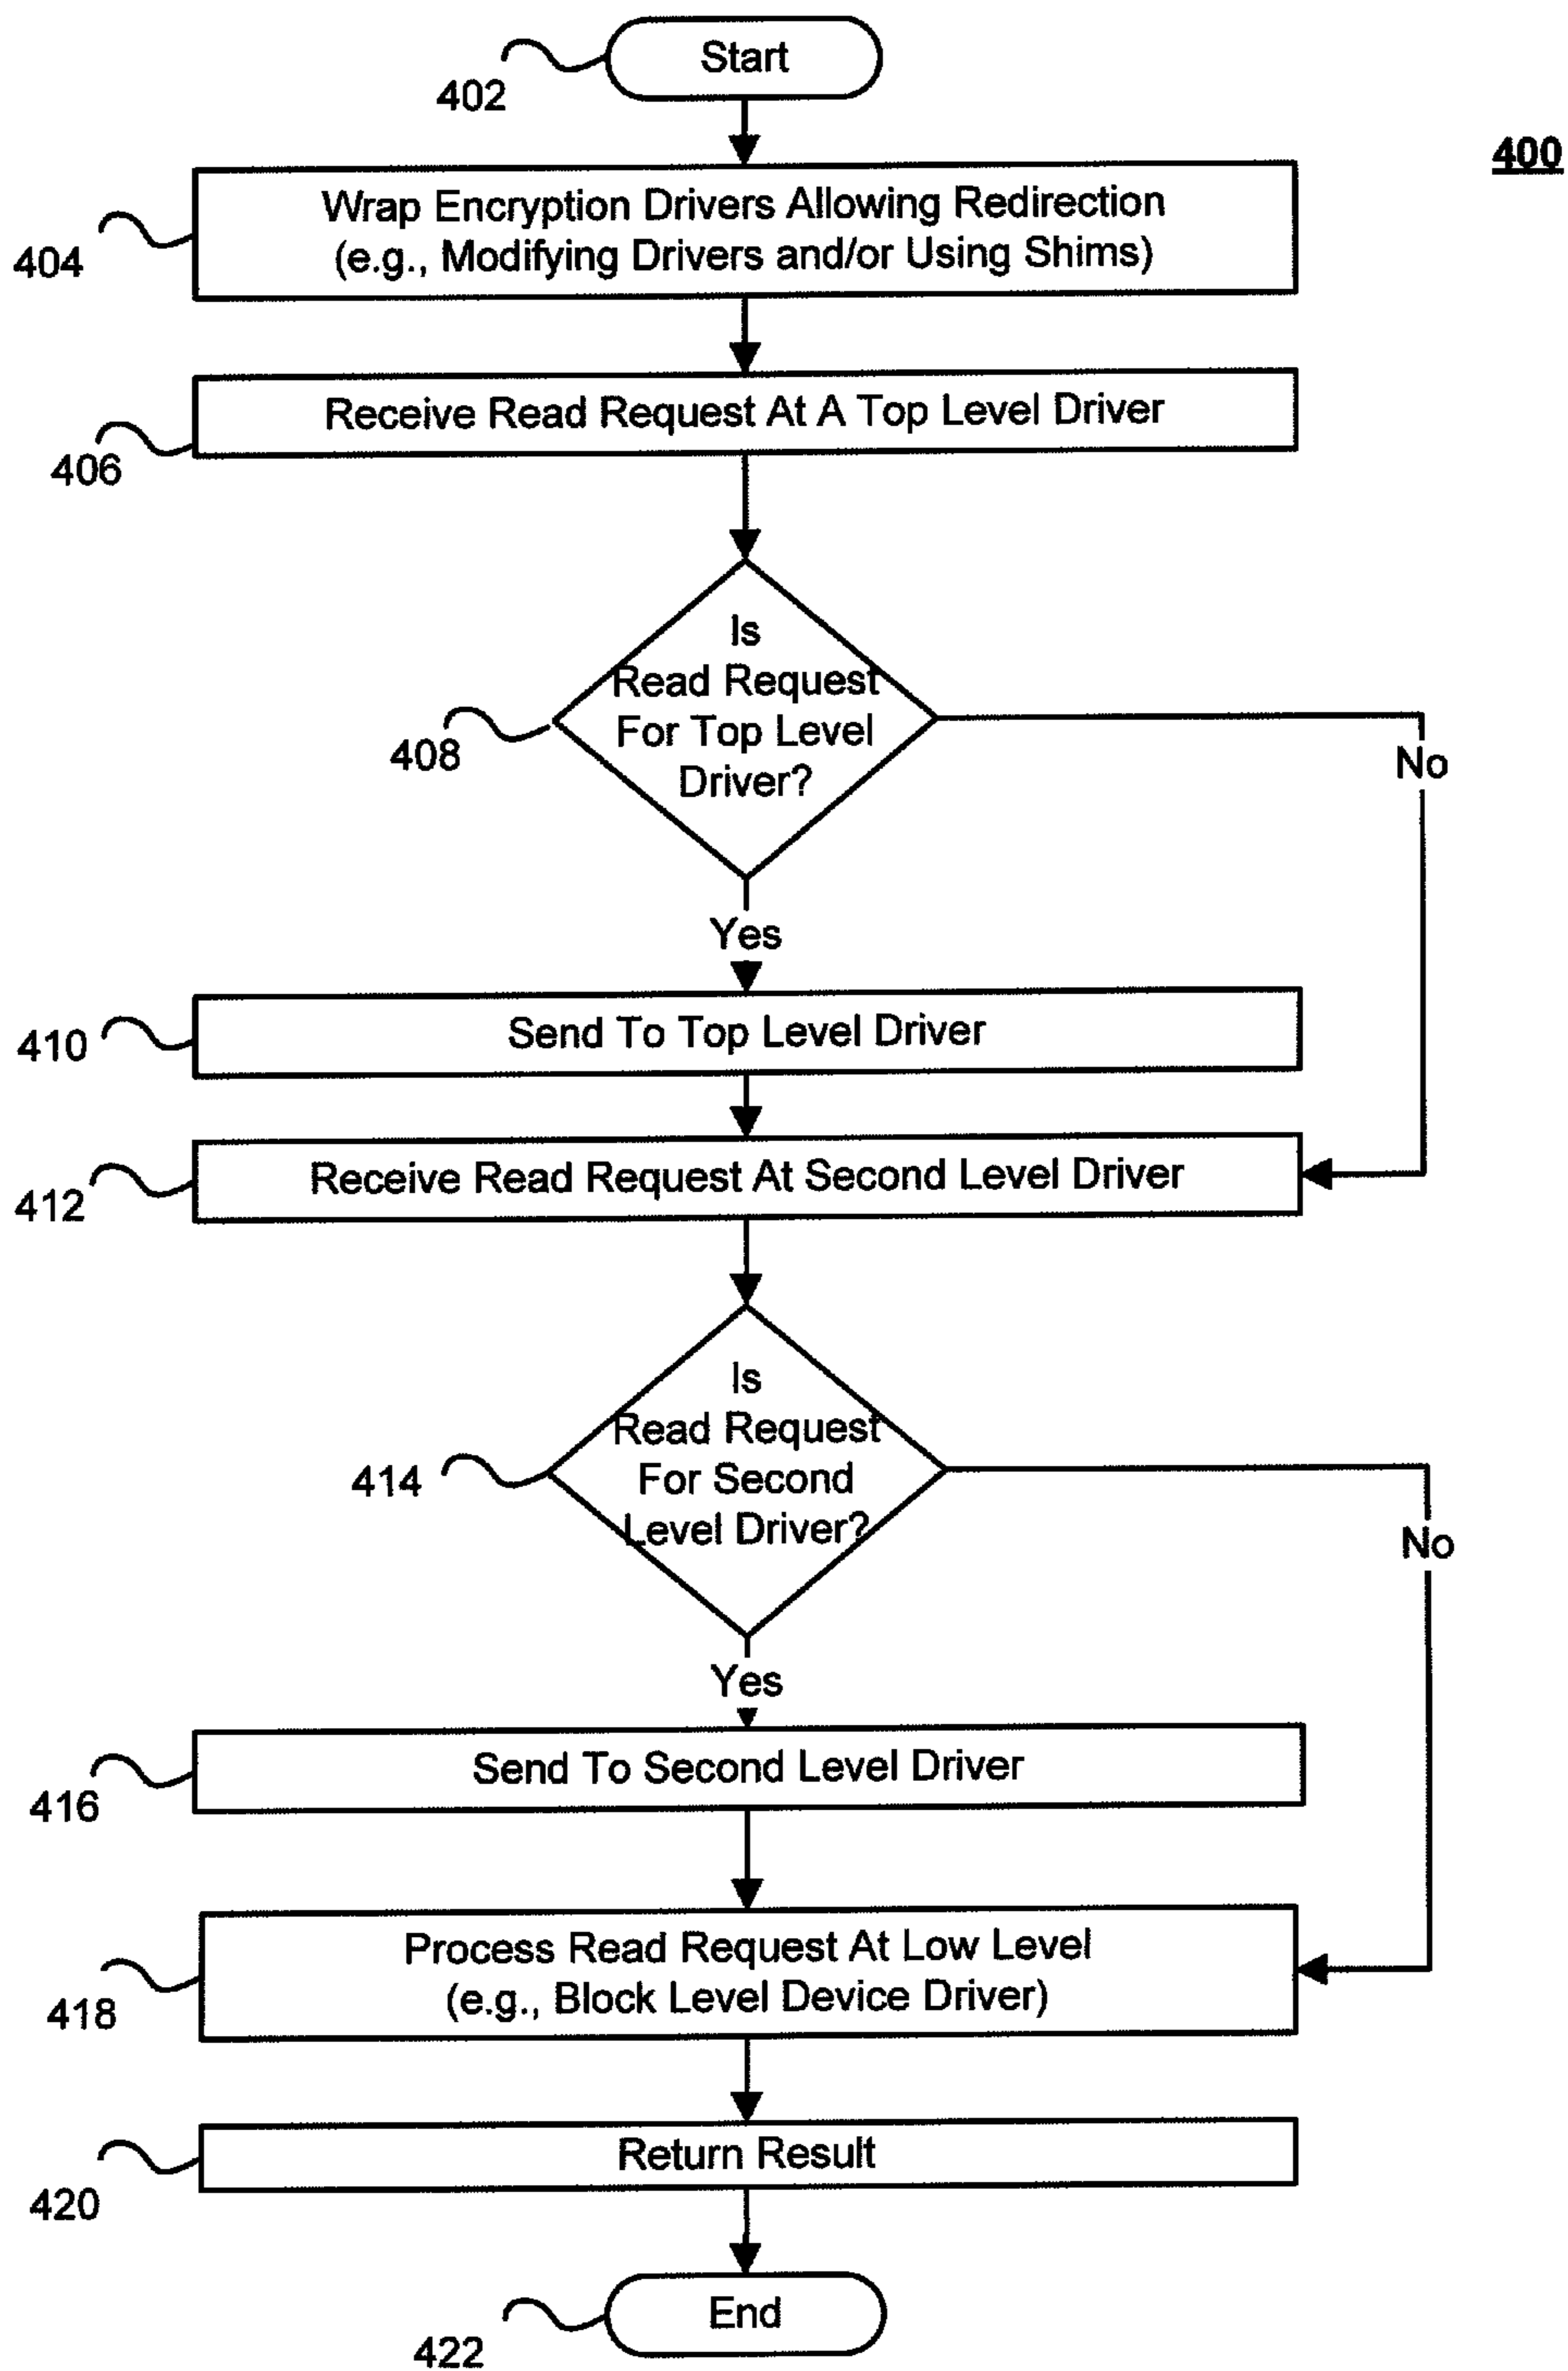 Start
402
400
Wrap Encryption Drivers Allowing Redirection
(e.g., Modifying Drivers and/or Using Shims)
404
Receive Read Request At A Top Level Driver
406
Is
Read Request
For Top Level
Driver?
408
No
Yes
Send To Top Level Driver
410
Receive Read Request At Second Level Driver
412
Is
Read Request
For Second
Level Driver?
414
No
Yes
Send To Second Level Driver
416
Process Read Request At Low Level
(e.g., Block Level Device Driver)
418
Return Result
420
End
422